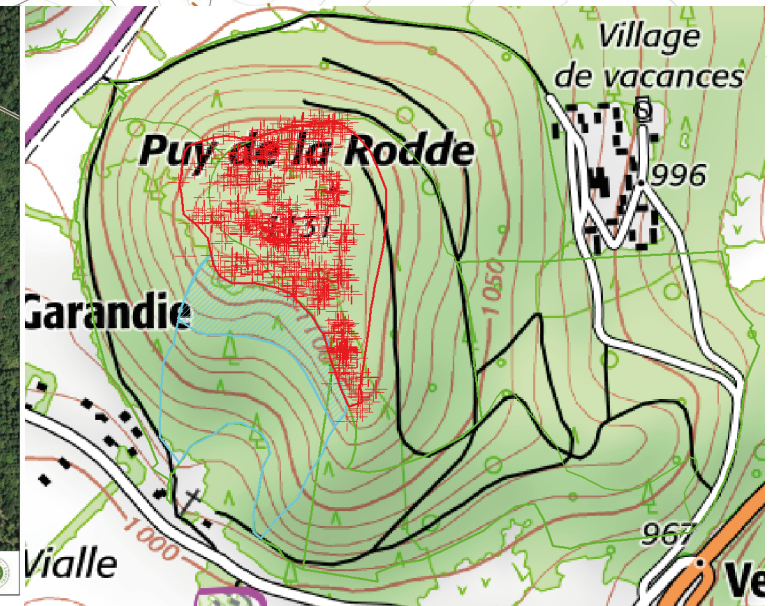 Village
de vacances
Puy de la Rodde
996
1131
1050
Garandie
1100
1000
967
Vialle
Ve